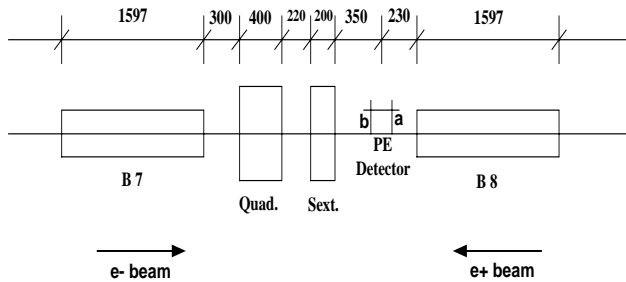 1597 300 400 220 200 350 230 1597
b a
PE
Detector
B 7 B 8
Quad. Sext.
e- beam e+ beam